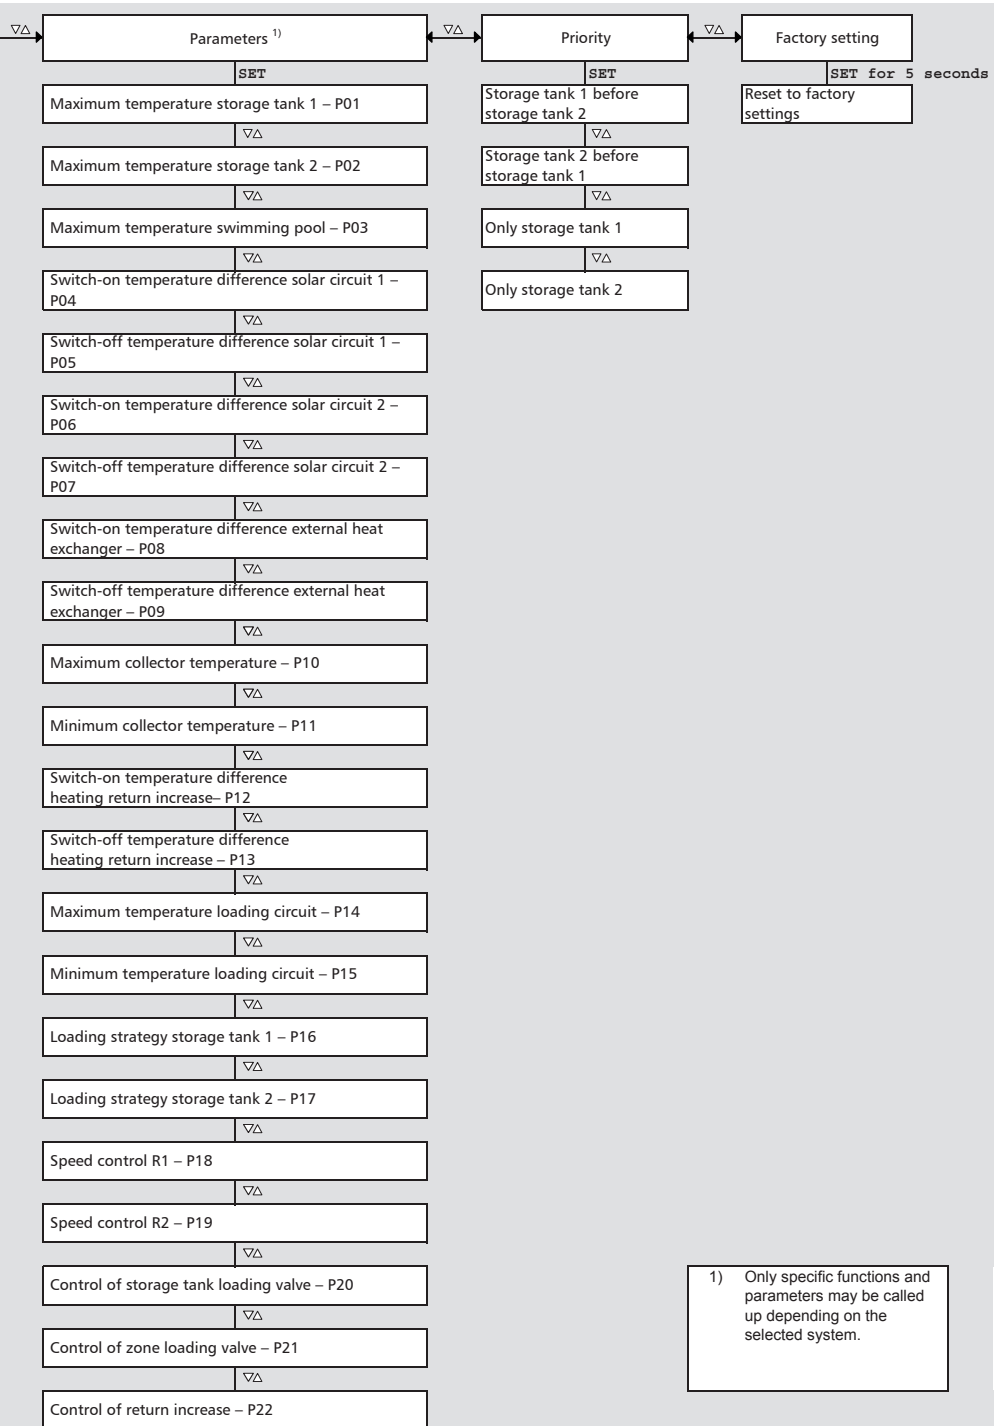 ▽△
Parameters 1)
▽△
Priority
▽△
Factory setting
SET
Maximum temperature storage tank 1 – P01
▽△
Maximum temperature storage tank 2 – P02
▽△
Maximum temperature swimming pool – P03
▽△
Switch-on temperature difference solar circuit 1 –
P04
▽△
Switch-off temperature difference solar circuit 1 –
P05
▽△
Switch-on temperature difference solar circuit 2 –
P06
▽△
Switch-off temperature difference solar circuit 2 –
P07
▽△
Switch-on temperature difference external heat
exchanger – P08
▽△
Switch-off temperature difference external heat
exchanger – P09
▽△
Maximum collector temperature – P10
▽△
Minimum collector temperature – P11
▽△
Switch-on temperature difference
heating return increase– P12
▽△
Switch-off temperature difference
heating return increase – P13
▽△
Maximum temperature loading circuit – P14
▽△
Minimum temperature loading circuit – P15
▽△
Loading strategy storage tank 1 – P16
▽△
Loading strategy storage tank 2 – P17
▽△
Speed control R1 – P18
▽△
Speed control R2 – P19
▽△
Control of storage tank loading valve – P20
▽△
Control of zone loading valve – P21
▽△
Control of return increase – P22
SET
Storage tank 1 before
storage tank 2
▽△
Storage tank 2 before
storage tank 1
▽△
Only storage tank 1
▽△
Only storage tank 2
SET for 5 seconds
Reset to factory
settings
1) Only specific functions and
parameters may be called
up depending on the
selected system.